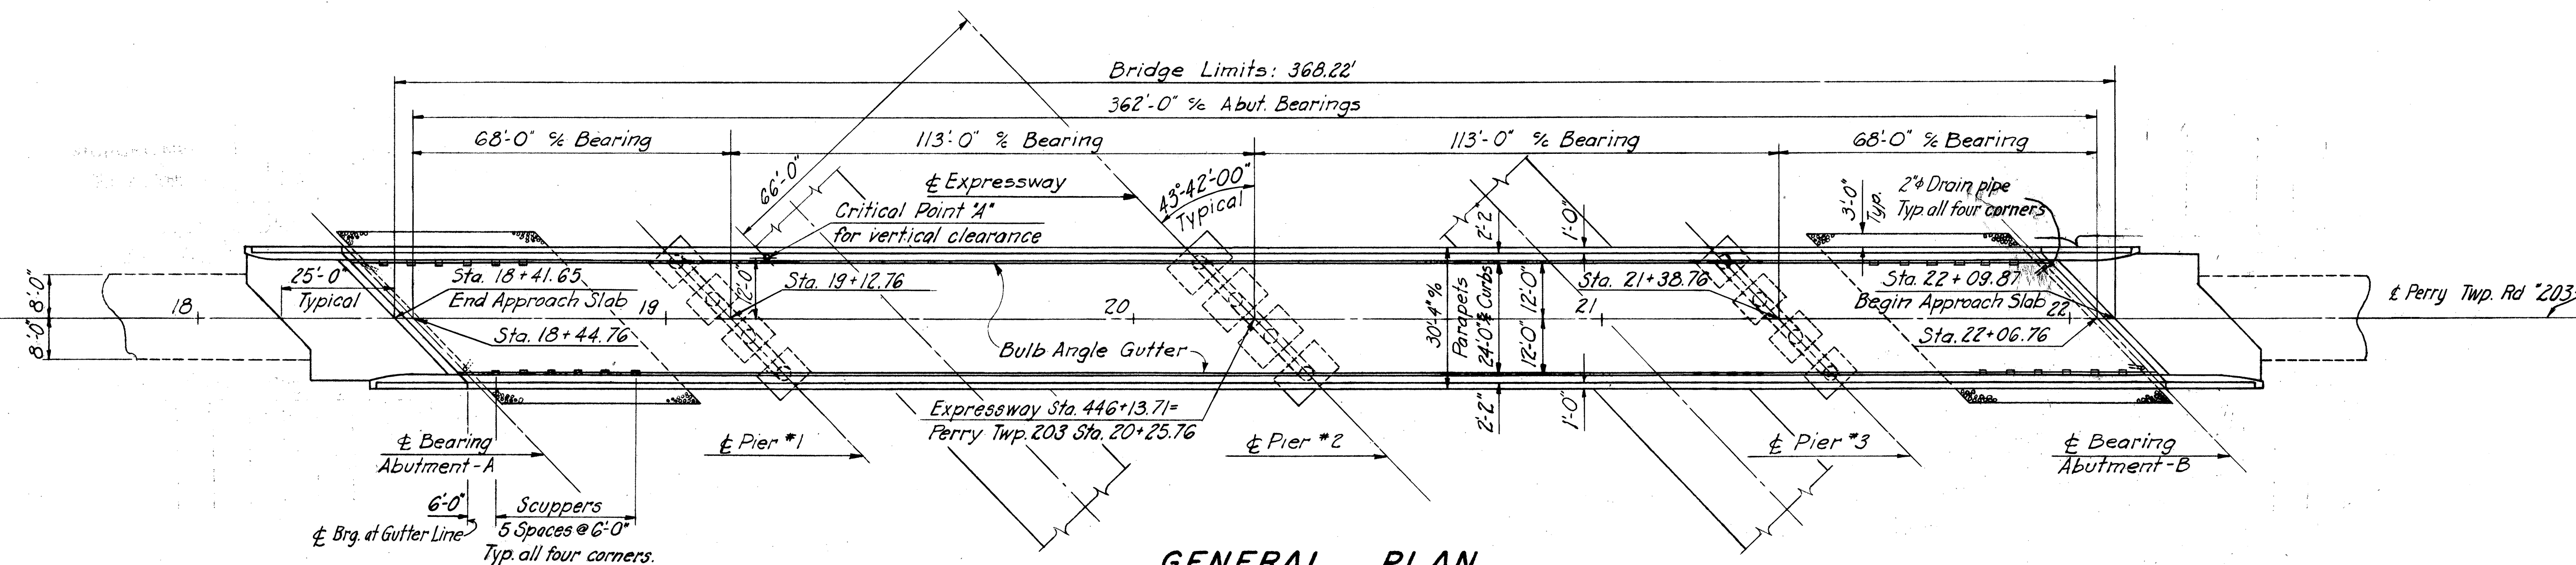 Bridge Limits: 368.22'
362'-0" c/c Abut. Bearings
68'-0" c/c Bearing
113'-0" c/c Bearing
113'-0" c/c Bearing
68'-0" c/c Bearing
66'-0"
℄ Expressway
43°-42'-00"
Typical
Critical Point "A"
for vertical clearance
2'-2"
1'-0"
3'-0"
Typ.
2"φ Drain pipe
Typ. all four corners
8'-0"
8'-0"
18
25'-0"
Typical
Sta. 18+41.65
End Approach Slab
Sta. 18+44.76
19
12'-0"
Sta. 19+12.76
20
Bulb Angle Gutter
30'-4" c/c
Parapets
24'-0" Curbs
12'-0"
12'-0"
Sta. 21+38.76
21
Sta. 22+09.87
Begin Approach Slab
22
Sta. 22+06.76
℄ Perry Twp. Rd "203
Expressway Sta. 446+13.71=
Perry Twp. 203 Sta. 20+25.76
2'-2"
1'-0"
℄ Bearing
Abutment-A
℄ Pier #1
℄ Pier #2
℄ Pier #3
℄ Bearing
Abutment-B
6'-0"
℄ Brg. at Gutter Line
Scuppers
5 Spaces @ 6'-0"
Typ. all four corners.
GENERAL PLAN